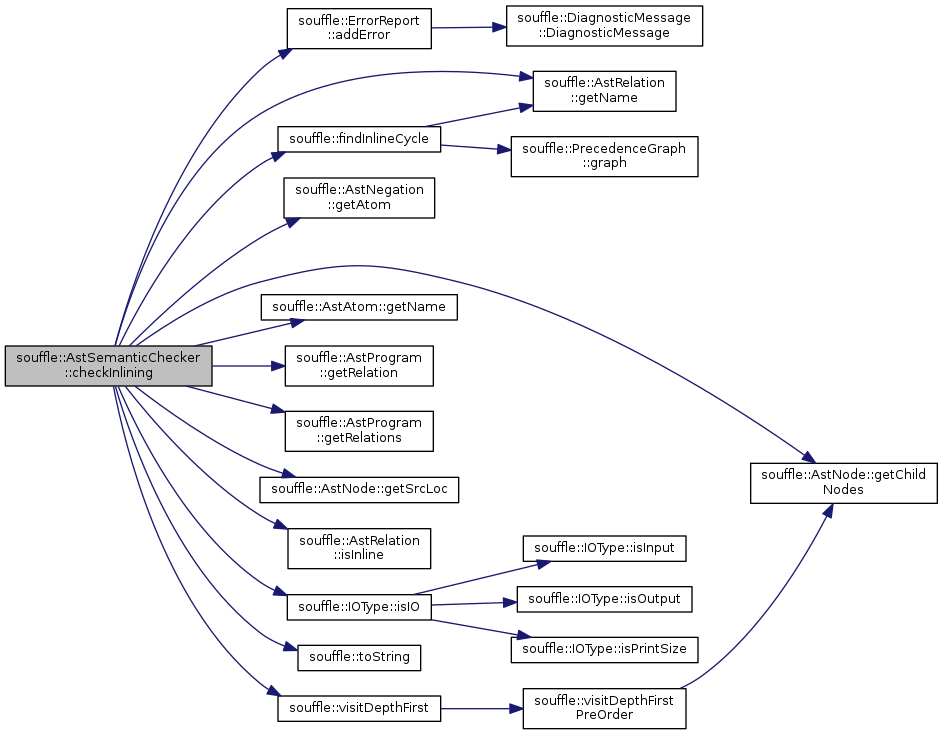 souffle::ErrorReport
::addError
souffle::DiagnosticMessage
::DiagnosticMessage
souffle::AstRelation
::getName
souffle::findInlineCycle
souffle::PrecedenceGraph
::graph
souffle::AstNegation
::getAtom
souffle::AstAtom::getName
souffle::AstSemanticChecker
::checkInlining
souffle::AstProgram
::getRelation
souffle::AstProgram
::getRelations
souffle::AstNode::getSrcLoc
souffle::AstNode::getChild
Nodes
souffle::AstRelation
::isInline
souffle::IOType::isInput
souffle::IOType::isIO
souffle::IOType::isOutput
souffle::IOType::isPrintSize
souffle::toString
souffle::visitDepthFirst
souffle::visitDepthFirst
PreOrder